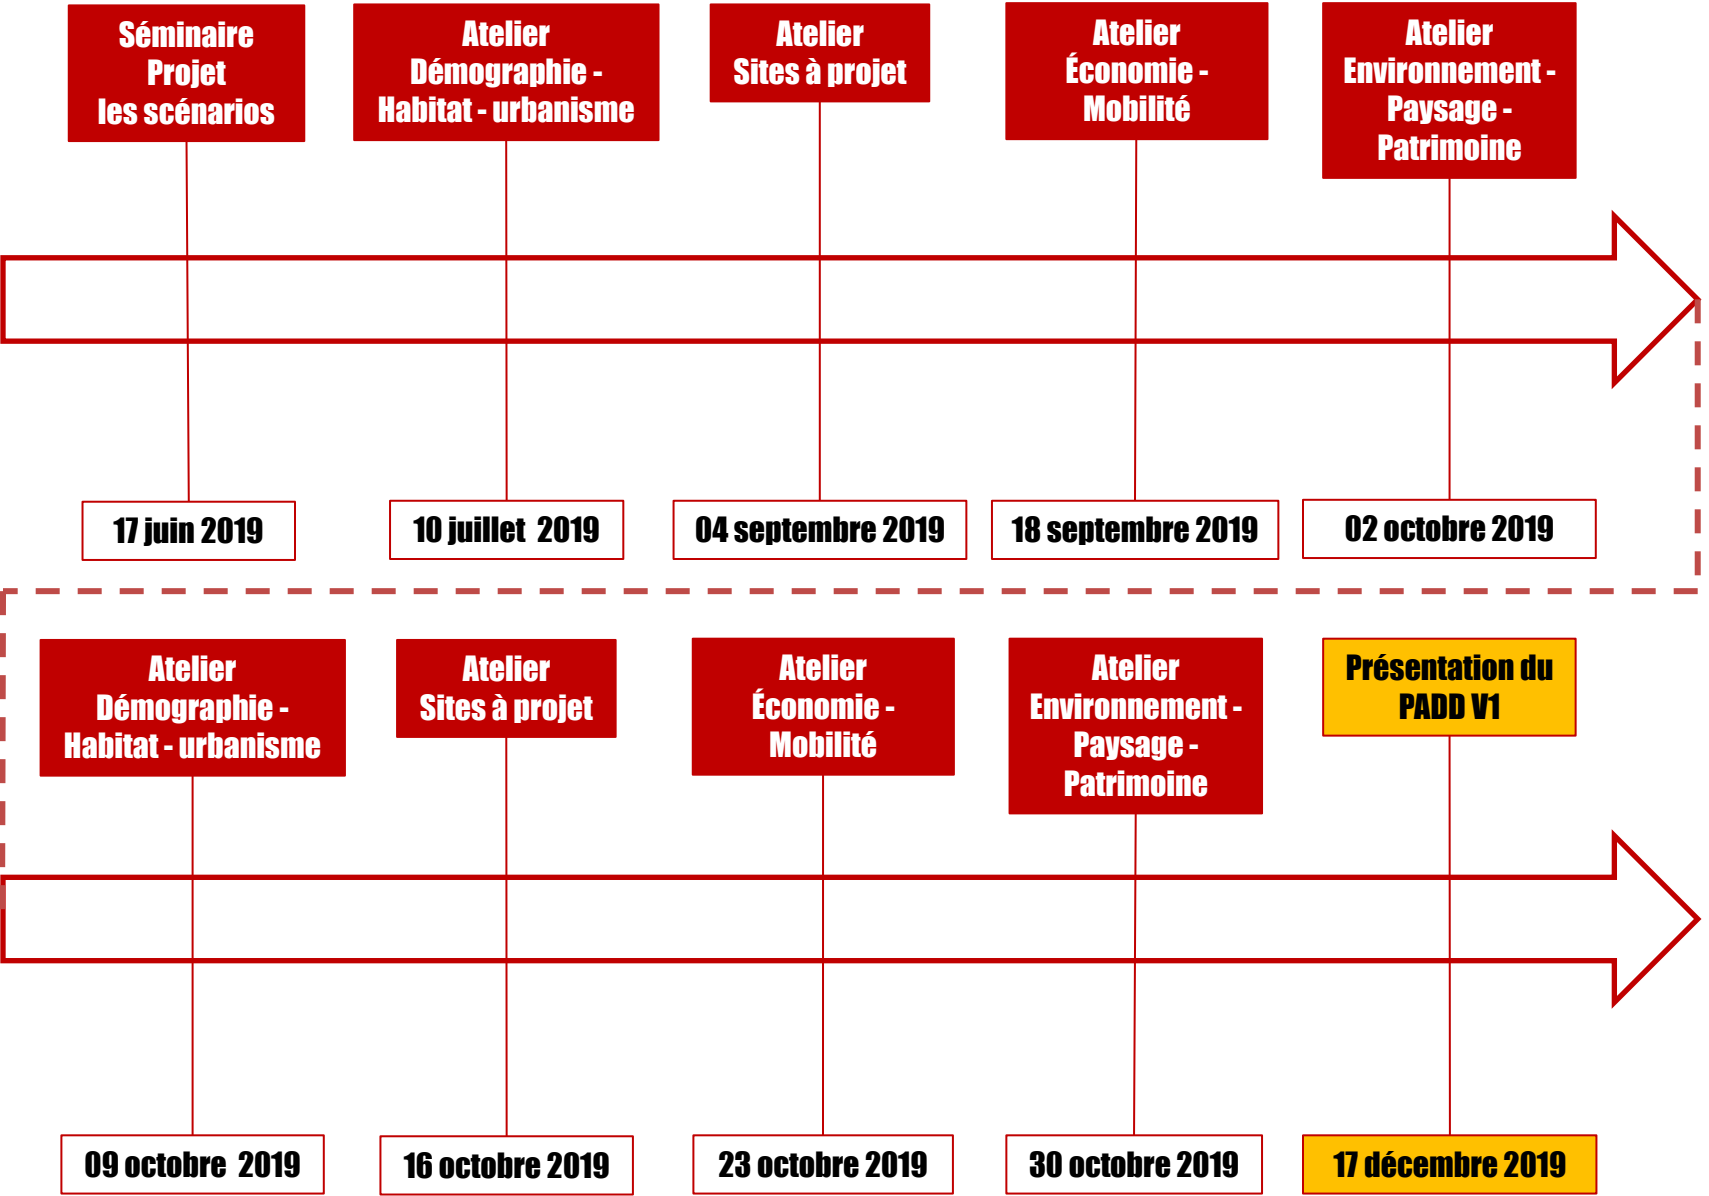 Séminaire
Projet
les scénarios
Atelier
Démographie -
Habitat - urbanisme
Atelier
Sites à projet
Atelier
Économie -
Mobilité
Atelier
Environnement -
Paysage -
Patrimoine
17 juin 2019
10 juillet  2019
04 septembre 2019
18 septembre 2019
02 octobre 2019
Atelier
Démographie -
Habitat - urbanisme
Atelier
Sites à projet
Atelier
Économie -
Mobilité
Atelier
Environnement -
Paysage -
Patrimoine
Présentation du
PADD V1
09 octobre  2019
16 octobre 2019
23 octobre 2019
30 octobre 2019
17 décembre 2019